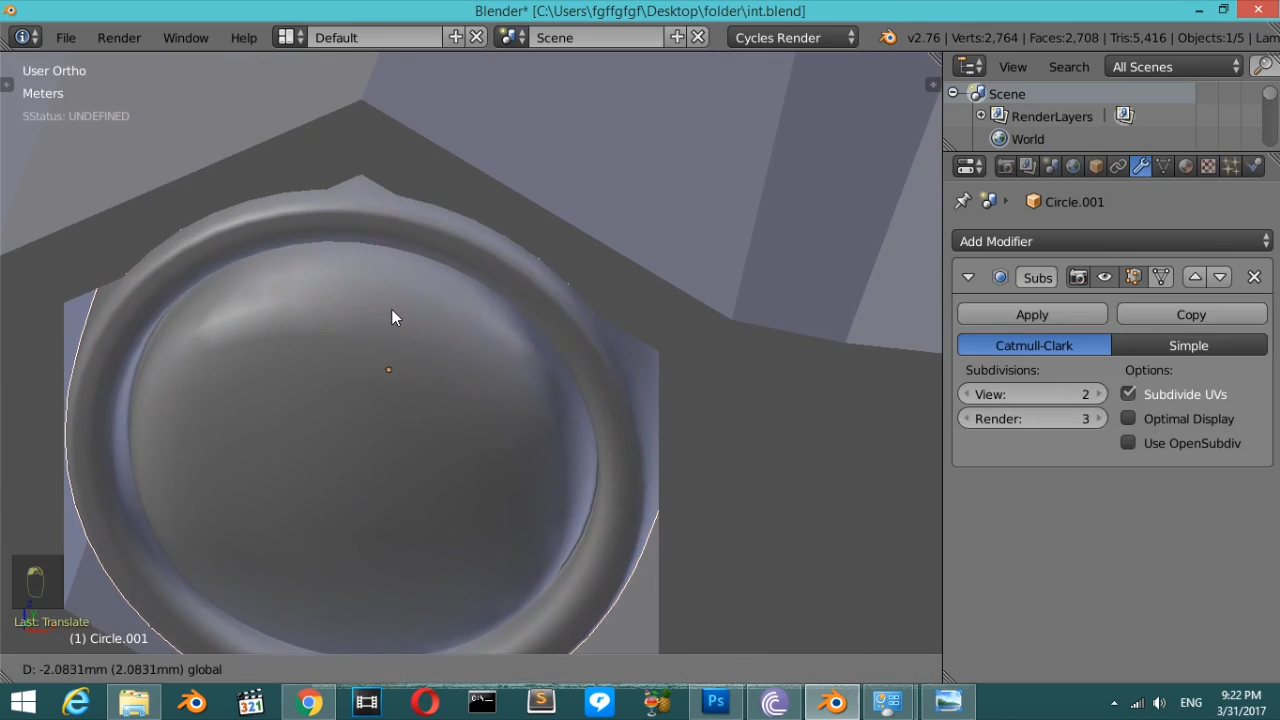 Blender* [C:\Users\fgffgfgf\Desktop\folder\int.blend]
File Render Window Help Default Scene Cycles Render v2.76 | Verts:2,764 | Faces:2,708 | Tris:5,416 | Objects:1/5 | Lam
User Ortho
Meters
SStatus: UNDEFINED
View Search All Scenes
Scene
RenderLayers
World
Circle.001
Add Modifier
Subs
Apply Copy
Catmull-Clark Simple
Subdivisions: Options:
View: 2 Subdivide UVs
Render: 3 Optimal Display
Use OpenSubdiv
Last: Translate
(1) Circle.001
D: -2.0831mm (2.0831mm) global
321 Ps ENG
9:22 PM
3/31/2017